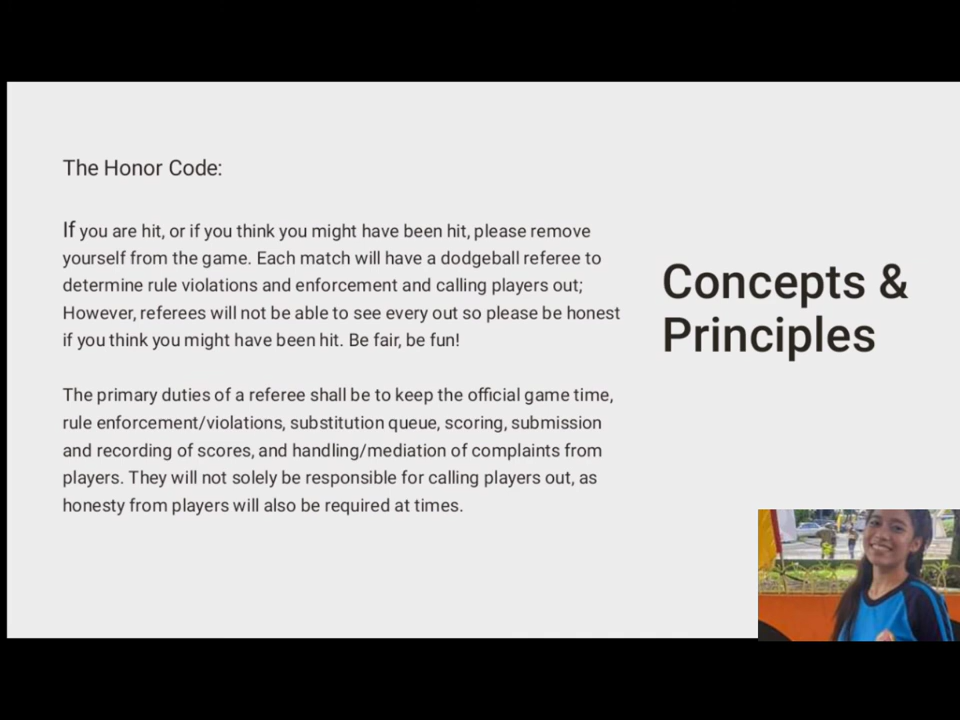 The Honor Code:
If you are hit, or if you think you might have been hit, please remove
yourself from the game. Each match will have a dodgeball referee to
determine rule violations and enforcement and calling players out;
However, referees will not be able to see every out so please be honest
if you think you might have been hit. Be fair, be fun!
The primary duties of a referee shall be to keep the official game time,
rule enforcement/violations, substitution queue, scoring, submission
and recording of scores, and handling/mediation of complaints from
players. They will not solely be responsible for calling players out, as
honesty from players will also be required at times.
Concepts &
Principles